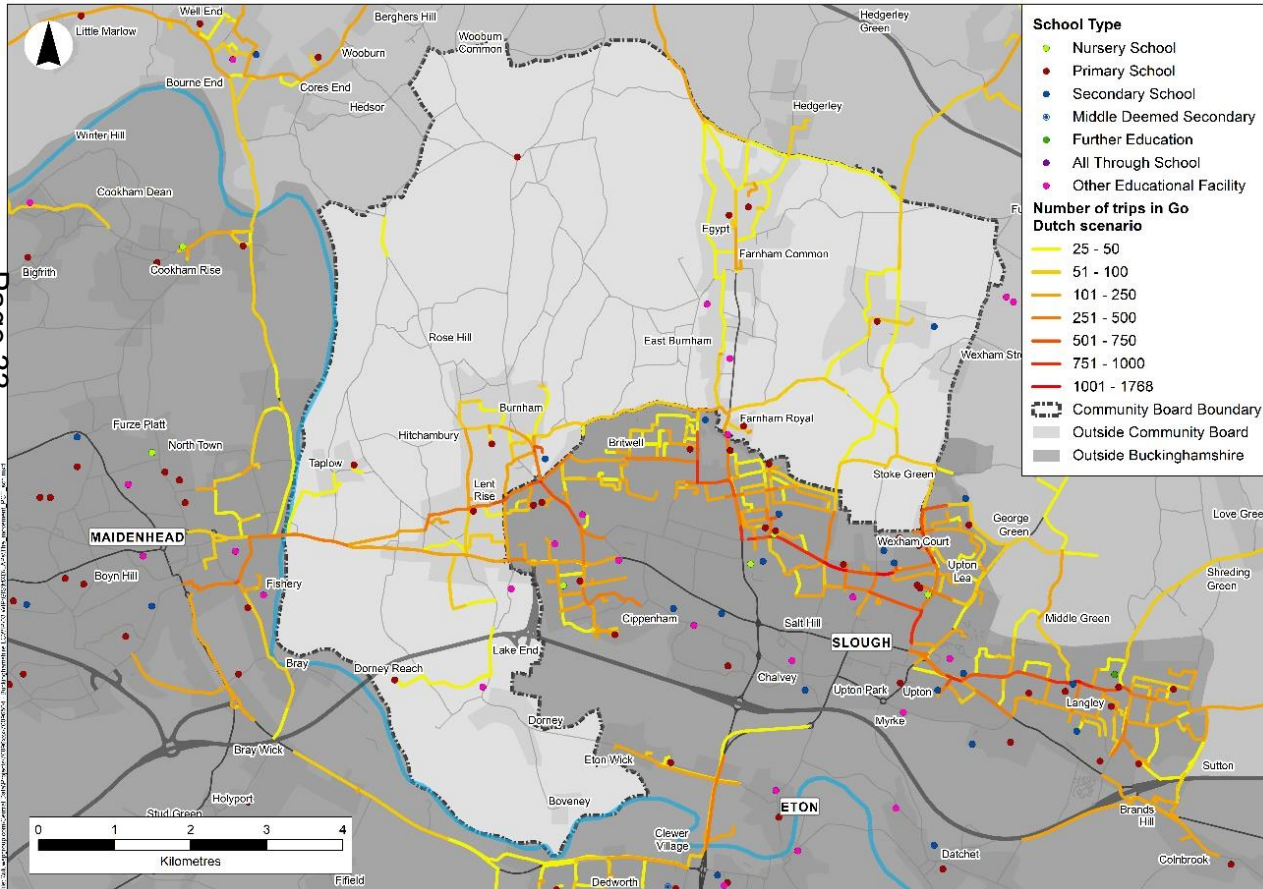 Well End
Little Marlow
Berghers Hill
Wooburn
Wooburn
Common
Hedgerley
Green
Bourne End
Cores End
Hedsor
Hedgerley
Winter Hill
Cookham Dean
Egypt
Farnham Common
Bigfrith
Cookham Rise
Rose Hill
East Burnham
Wexham Str
Furze Platt
North Town
Burnham
Hitchambury
Farnham Royal
Britwell
Taplow
Stoke Green
Lent
Rise
MAIDENHEAD
George
Green
Love Gree
Wexham Court
Boyn Hill
Fishery
Upton
Lea
Shreding
Green
Cippenham
Salt Hill
Middle Green
SLOUGH
Lake End
Bray
Dorney Reach
Chalvey
Upton Park
Upton
Langley
Myrke
Dorney
Bray Wick
Eton Wick
Sutton
Holyport
Boveney
ETON
Stud Green
Brands
Hill
Clewer
Village
Datchet
Colnbrook
Fifield
Dedworth
0 1 2 3 4
Kilometres
School Type
Nursery School
Primary School
Secondary School
Middle Deemed Secondary
Further Education
All Through School
Other Educational Facility
Number of trips in Go
Dutch scenario
25 - 50
51 - 100
101 - 250
251 - 500
501 - 750
751 - 1000
1001 - 1768
Community Board Boundary
Outside Community Board
Outside Buckinghamshire